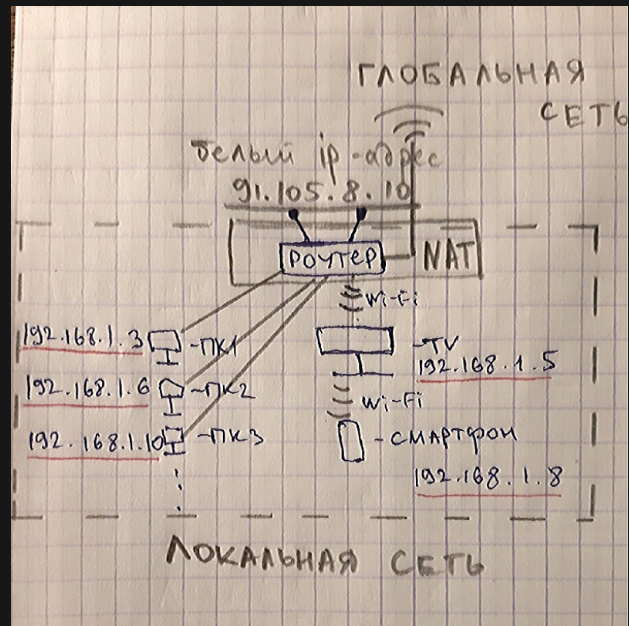 ГЛОБАЛЬНАЯ
СЕТЬ
белый ip-адрес
91.105.8.10
РОУТЕР
NAT
Wi-Fi
192.168.1.3
-ПК1
-TV
192.168.1.5
192.168.1.6
-ПК2
Wi-Fi
192.168.1.10
-ПК3
-СМАРТФОН
192.168.1.8
ЛОКАЛЬНАЯ СЕТЬ